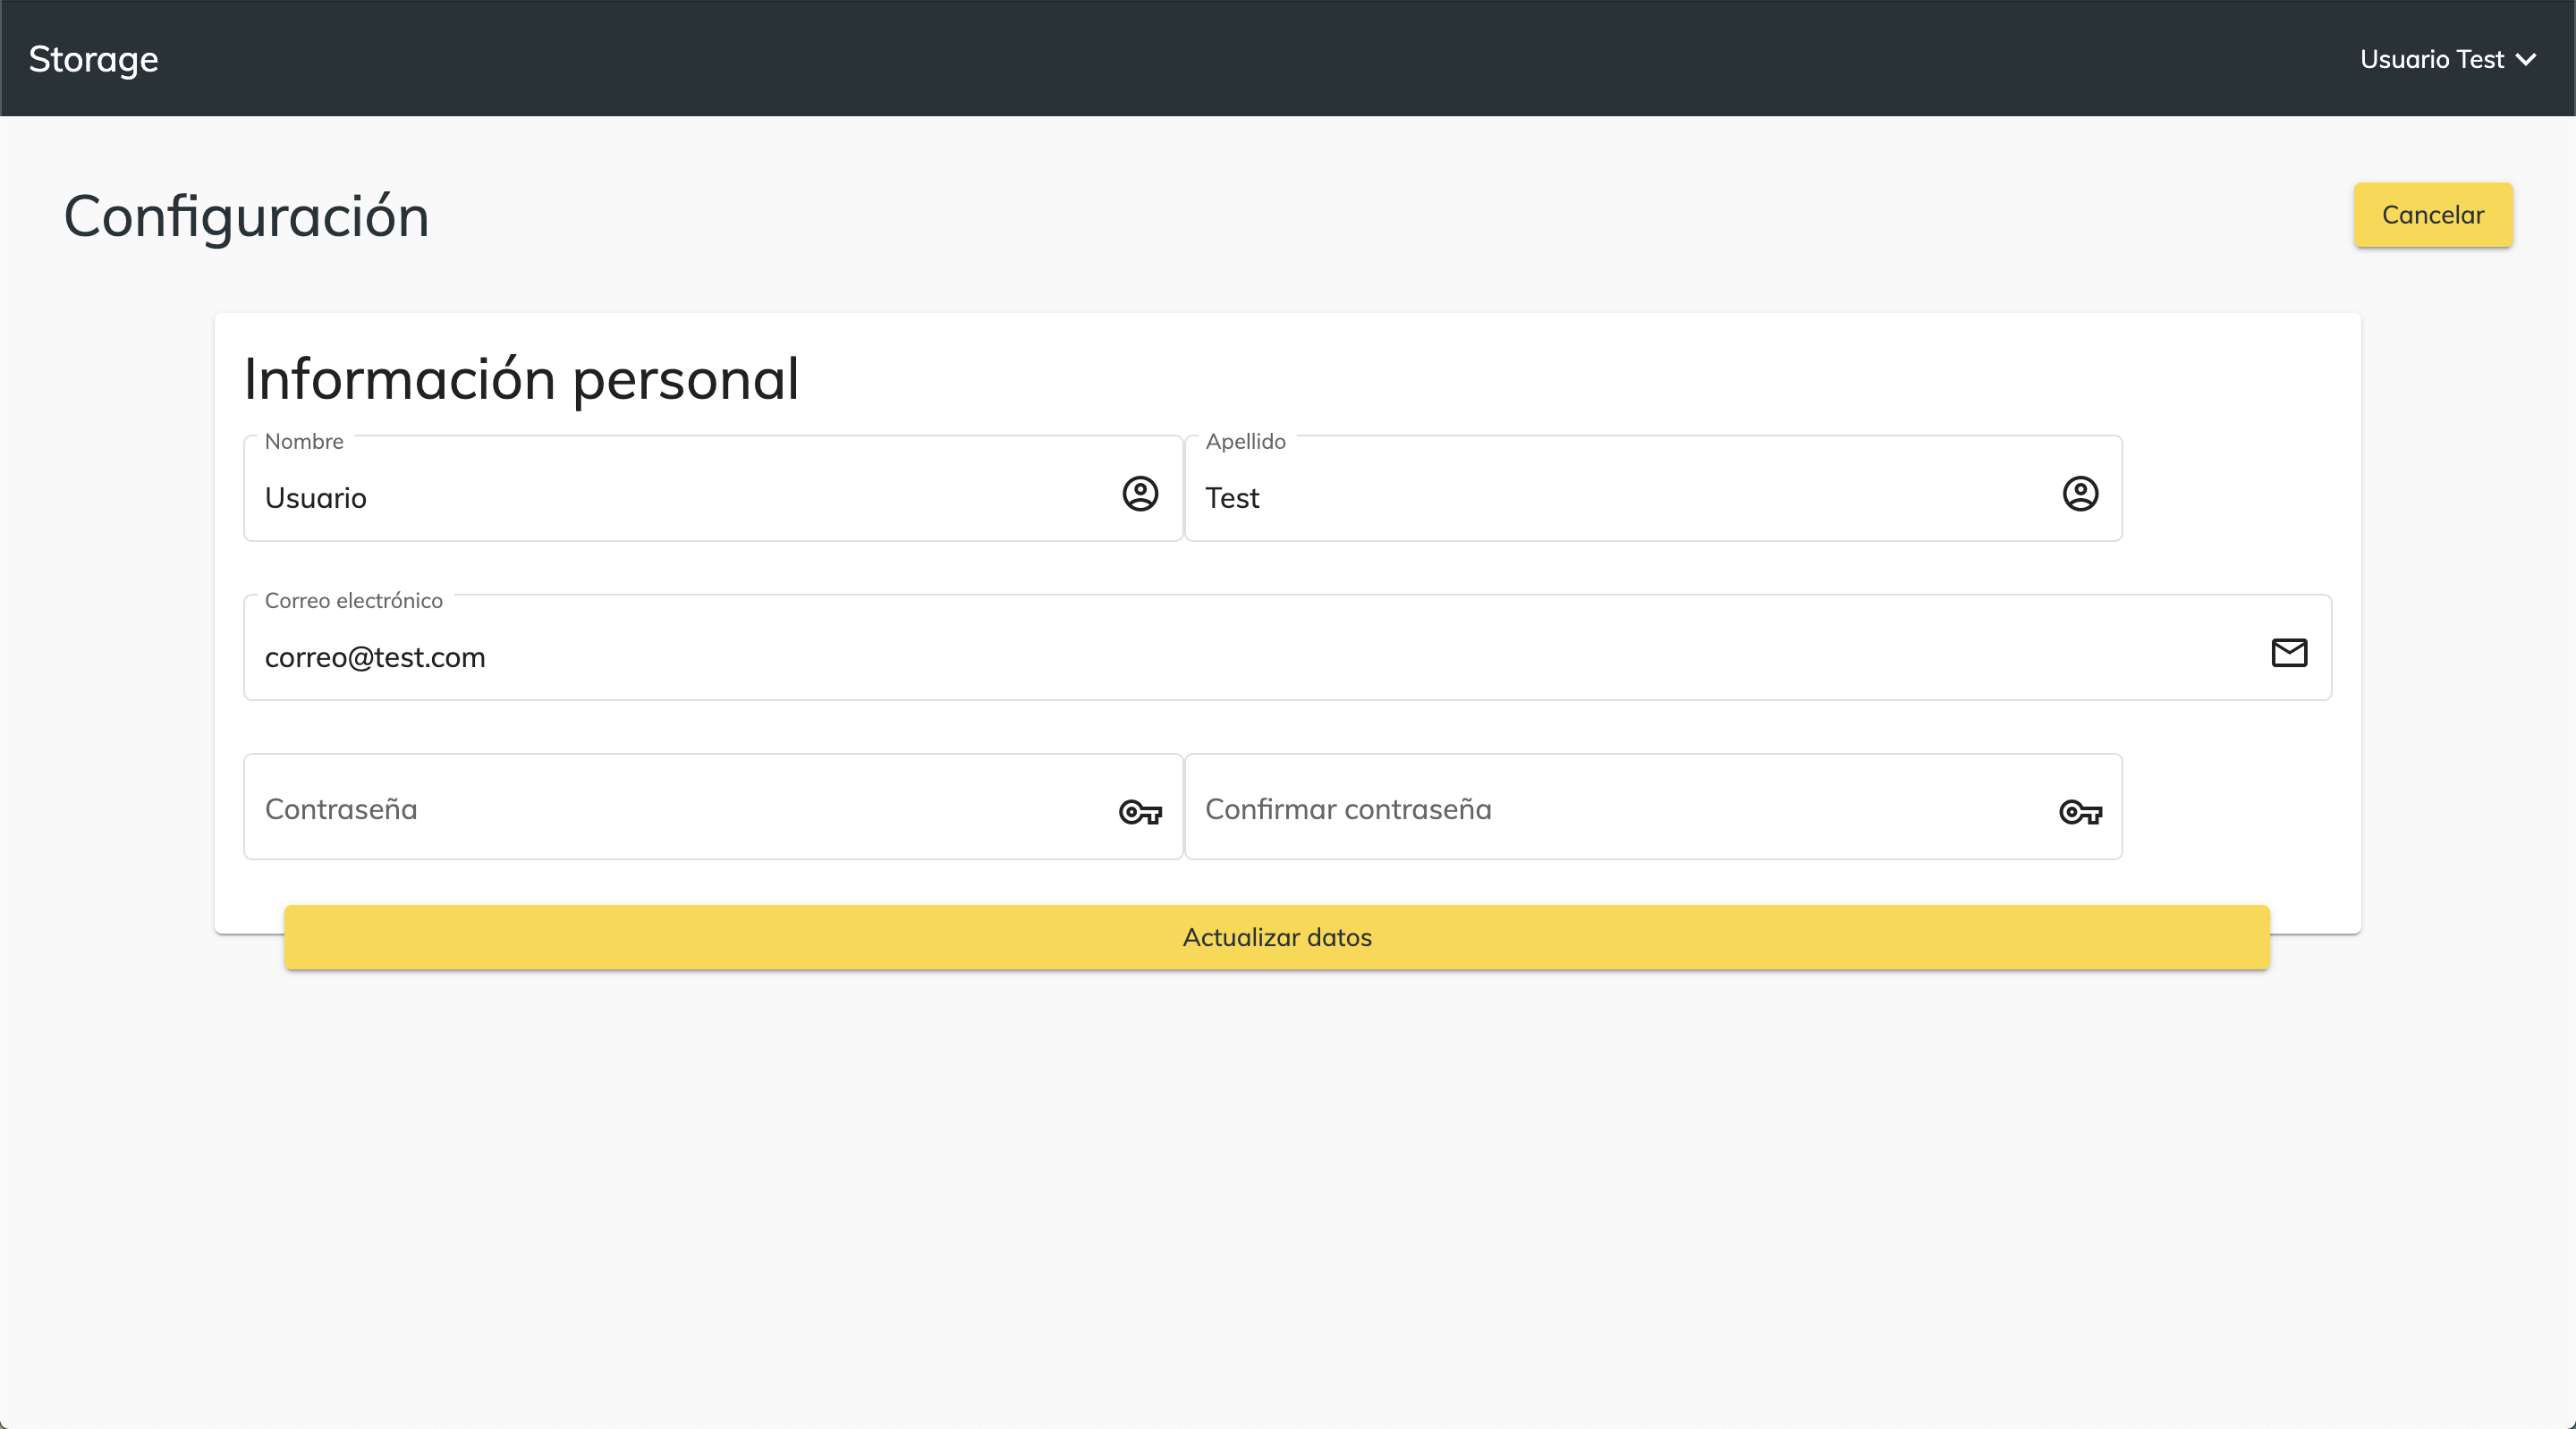 Storage
Usuario Test
Configuración
Cancelar
Información personal
Nombre
Apellido
Usuario
Test
Correo electrónico
correo@test.com
Contraseña
Confirmar contraseña
Actualizar datos